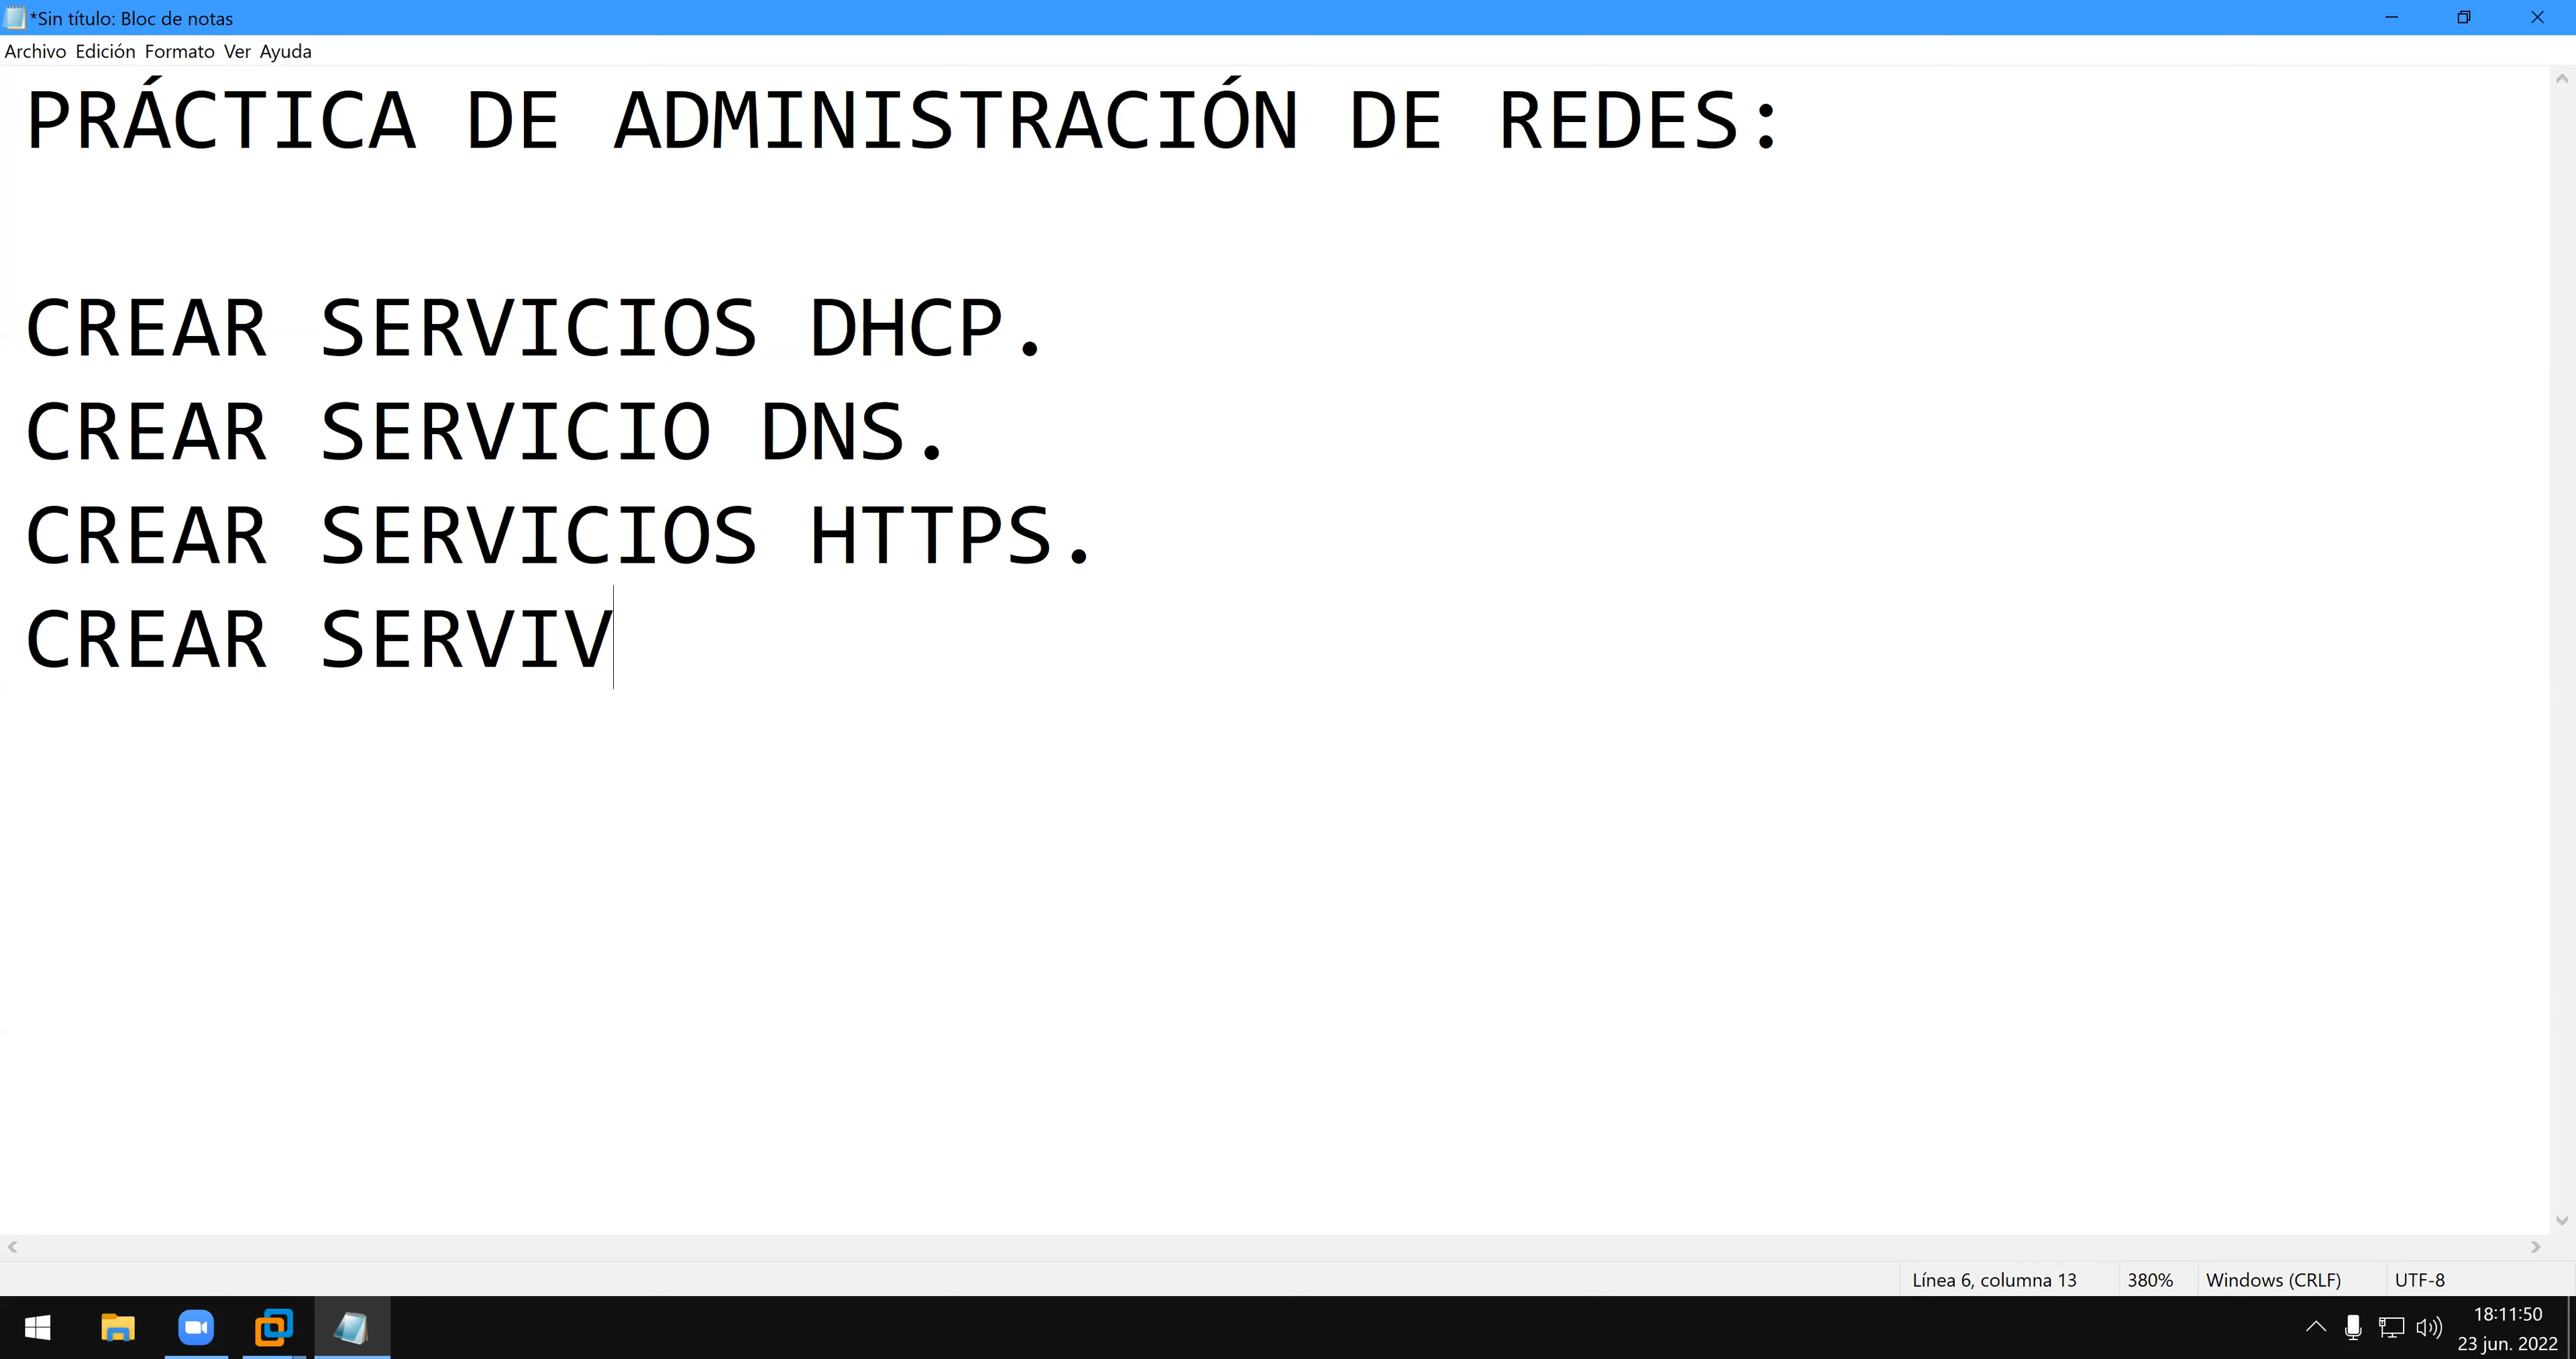 *Sin título: Bloc de notas
Archivo Edición Formato Ver Ayuda
PRÁCTICA DE ADMINISTRACIÓN DE REDES:
CREAR SERVICIOS DHCP.
CREAR SERVICIO DNS.
CREAR SERVICIOS HTTPS.
CREAR SERVIV
Línea 6, columna 13 380% Windows (CRLF) UTF-8
18:11:50
23 jun. 2022